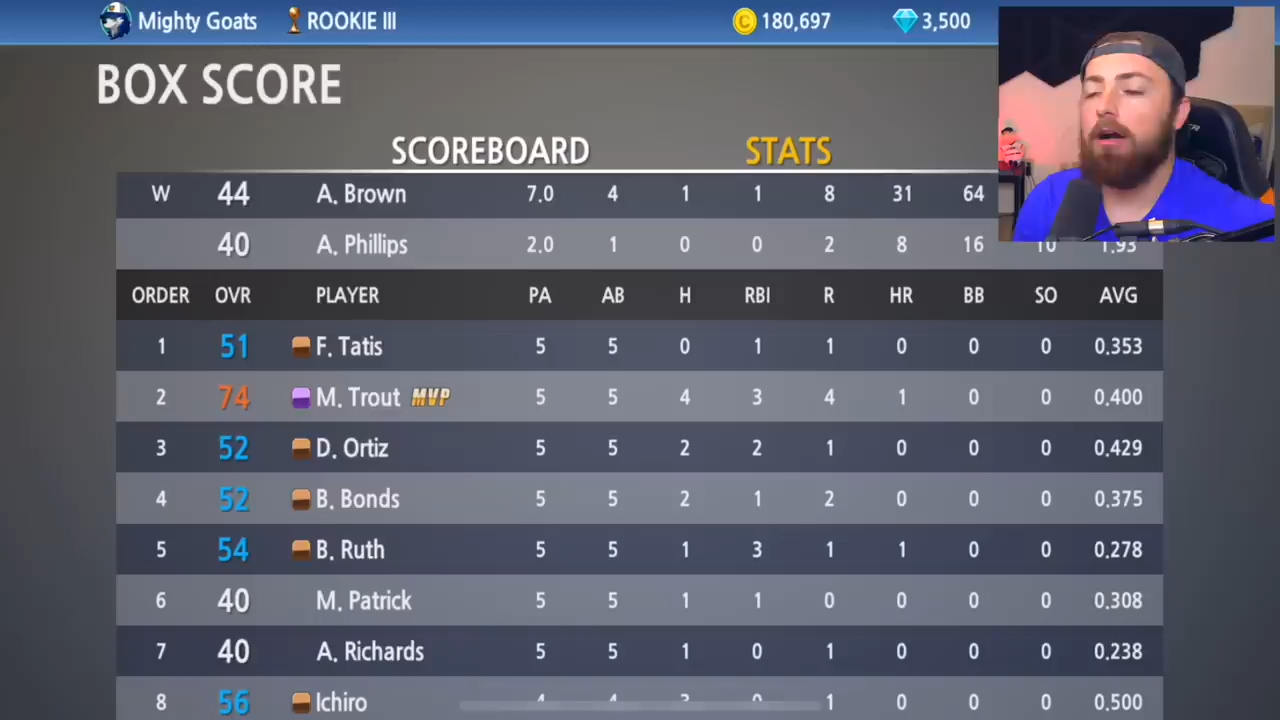 Mighty Goats ROOKIE III 180,697 3,500
BOX SCORE
SCOREBOARD STATS
W 44 A. Brown 7.0 4 1 1 8 31 64
40 A. Phillips 2.0 1 0 0 2 8 16 10 1.93
ORDER OVR PLAYER PA AB H RBI R HR BB SO AVG
1 51 F. Tatis 5 5 0 1 1 0 0 0 0.353
2 74 M. Trout MVP 5 5 4 3 4 1 0 0 0.400
3 52 D. Ortiz 5 5 2 2 1 0 0 0 0.429
4 52 B. Bonds 5 5 2 1 2 0 0 0 0.375
5 54 B. Ruth 5 5 1 3 1 1 0 0 0.278
6 40 M. Patrick 5 5 1 1 0 0 0 0 0.308
7 40 A. Richards 5 5 1 0 1 0 0 0 0.238
8 56 Ichiro 4 4 0 1 0 0 0 0.500